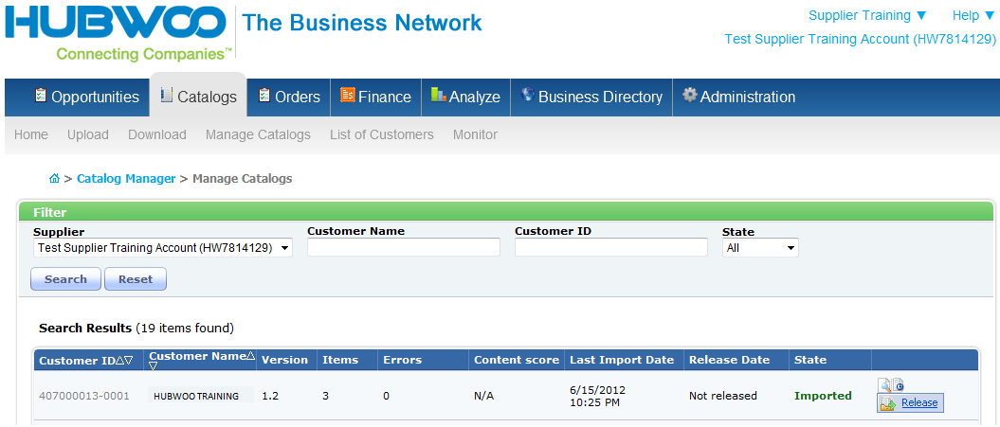 HUBWOO
Connecting Companies™
The Business Network
Supplier Training ▼ Help ▼
Test Supplier Training Account (HW7814129)
Opportunities Catalogs Orders Finance Analyze Business Directory Administration
Home Upload Download Manage Catalogs List of Customers Monitor
> Catalog Manager > Manage Catalogs
Filter
Supplier Customer Name Customer ID State
Test Supplier Training Account (HW7814129) All
Search Reset
Search Results (19 items found)
Customer ID△▽ Customer Name△▽ Version Items Errors Content score Last Import Date Release Date State
407000013-0001 HUBWOO TRAINING 1.2 3 0 N/A 6/15/2012 10:25 PM Not released Imported
Release